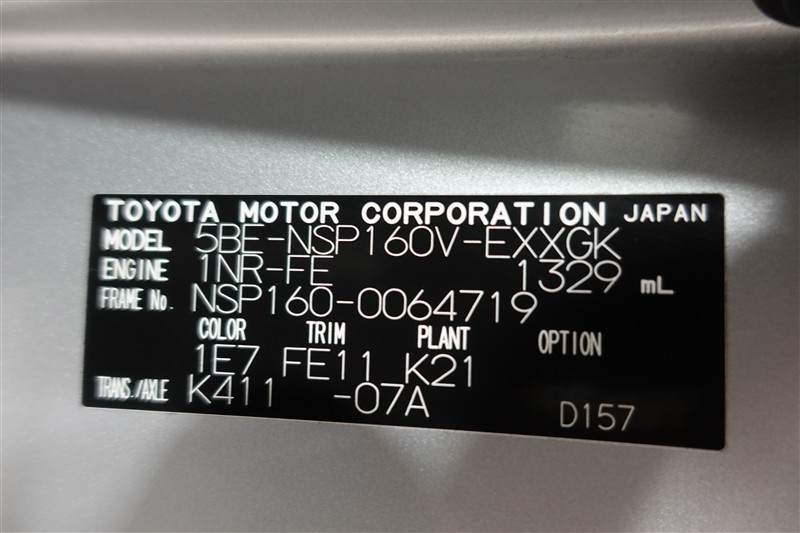 TOYOTA MOTOR CORPORATION JAPAN
MODEL 5BE-NSP160V-EXXGK
ENGINE 1NR-FE 1329 mL
FRAME No. NSP160-0064719
COLOR TRIM PLANT OPTION
1E7 FE11 K21
TRANS./AXLE K411 -07A
D157